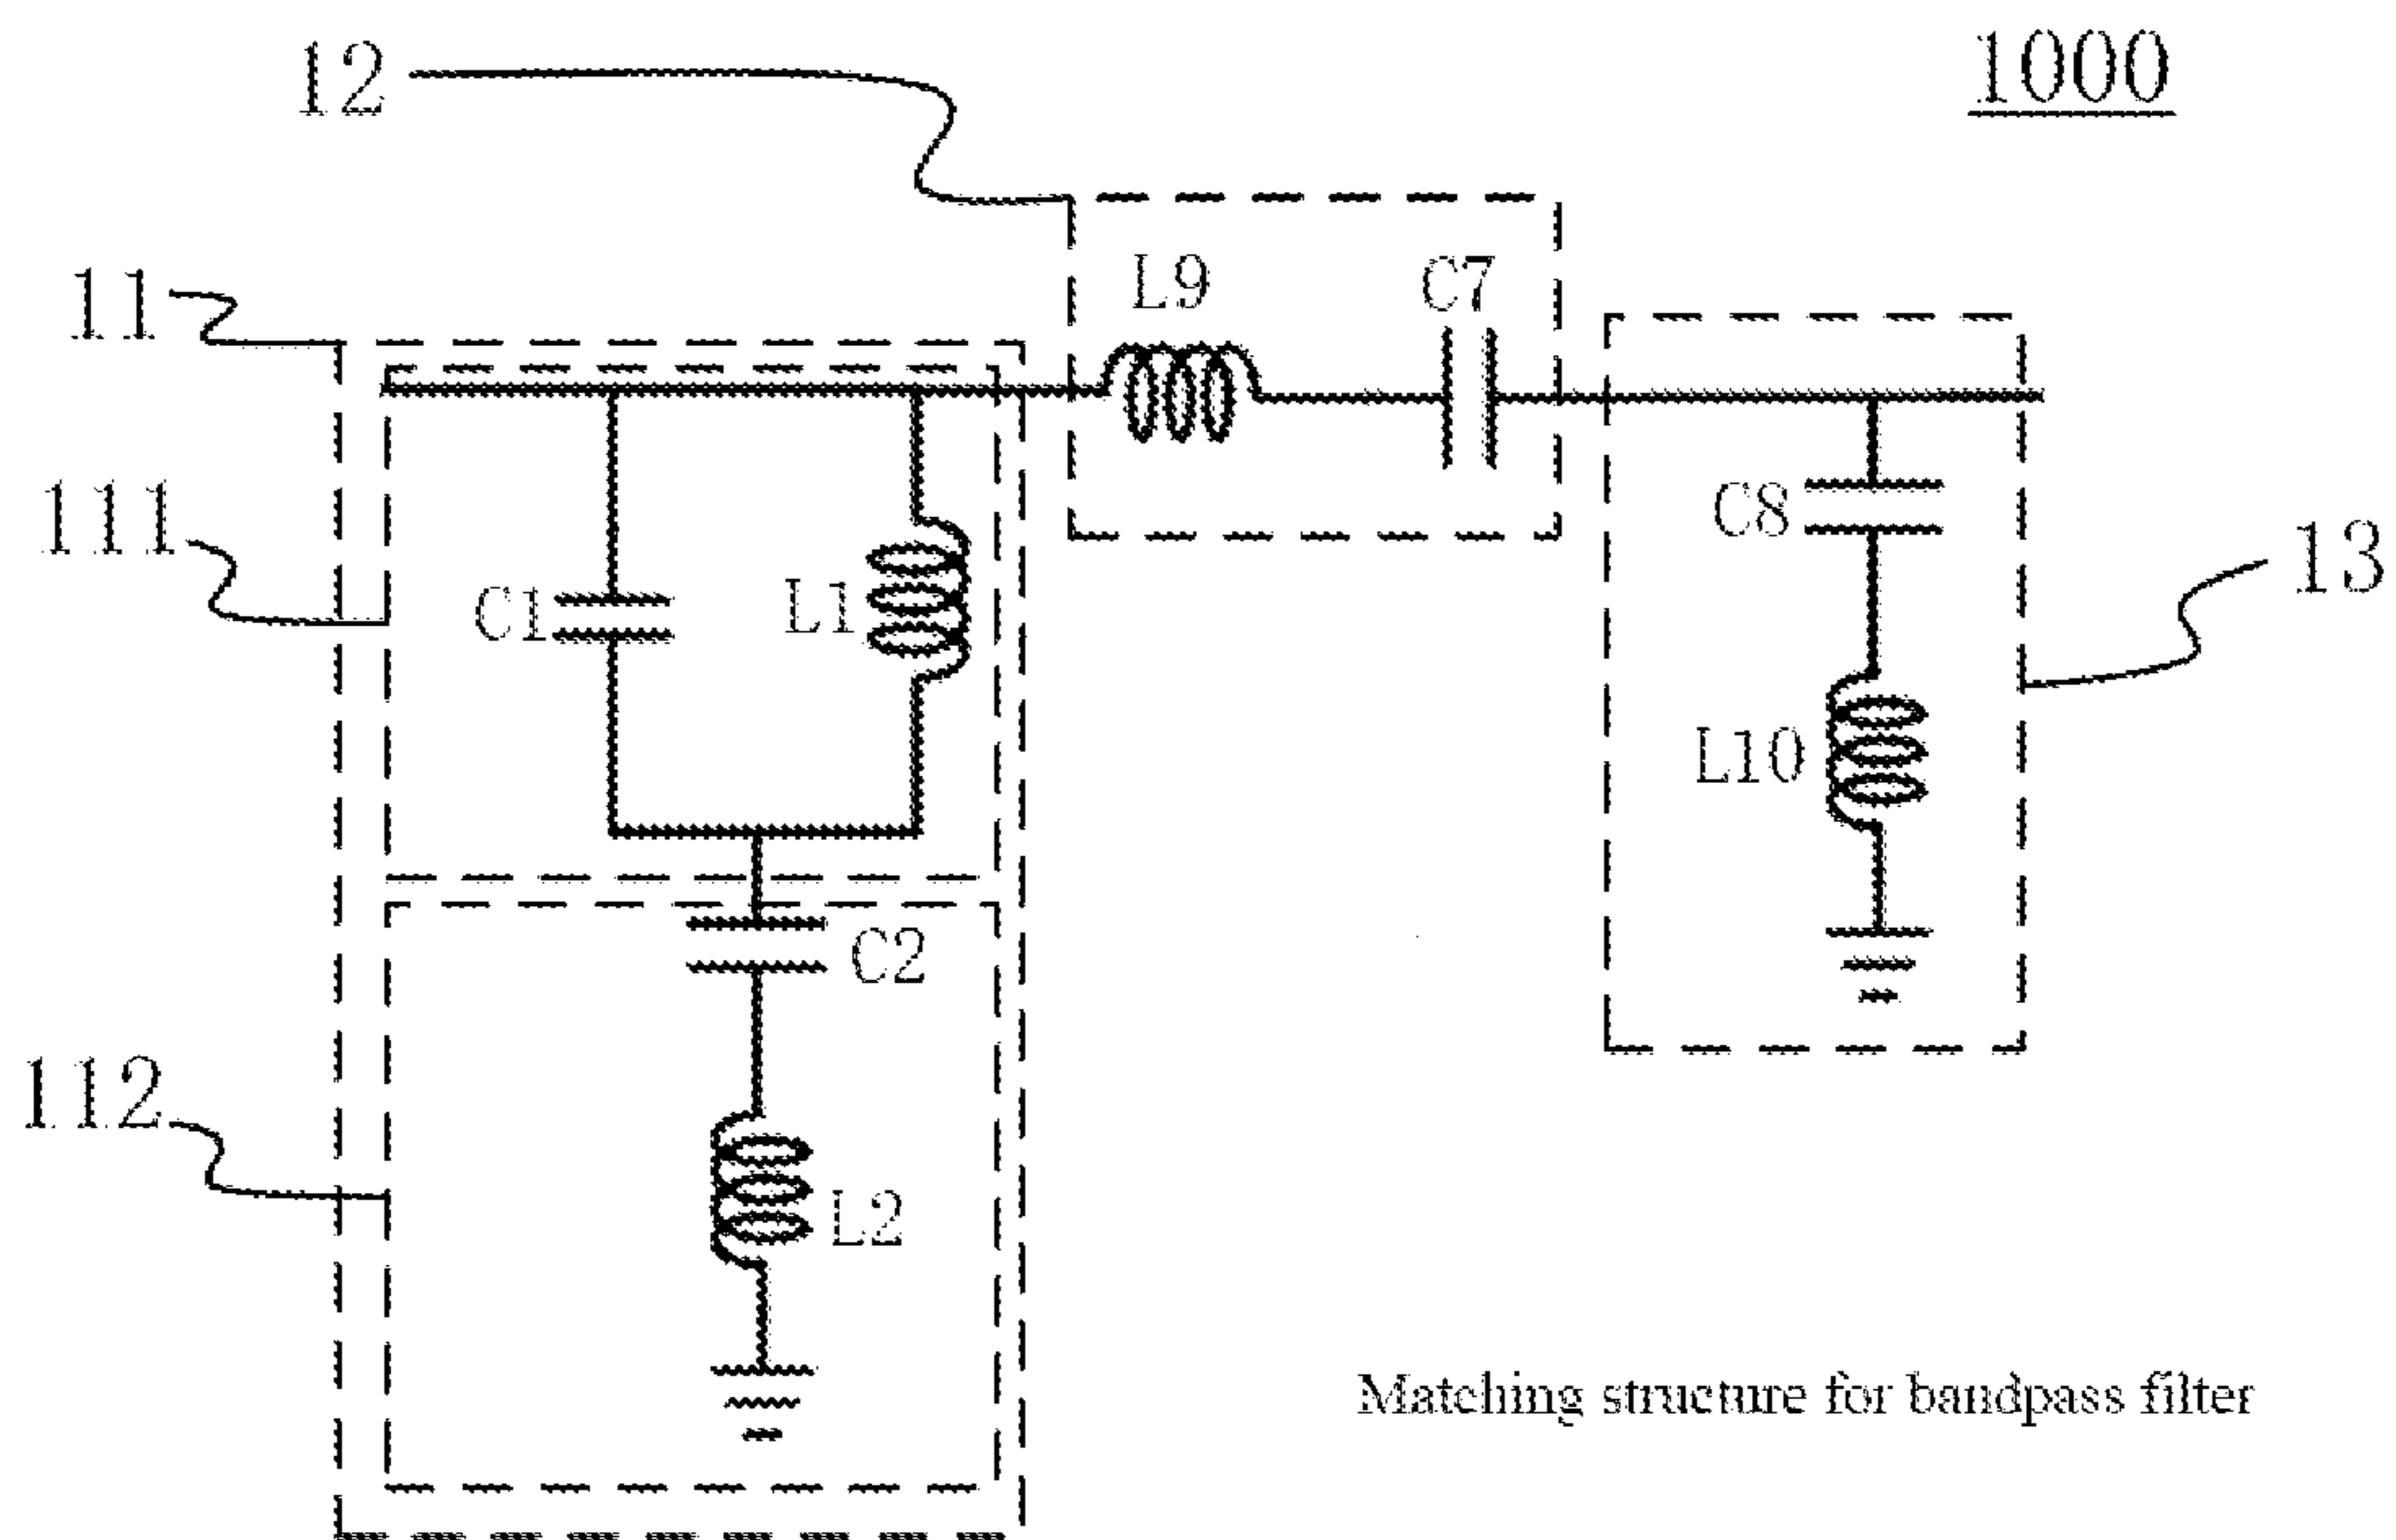 12
1000
11
L9
C7
111
C8
13
C1
L1
L10
C2
112
L2
Matching structure for bandpass filter